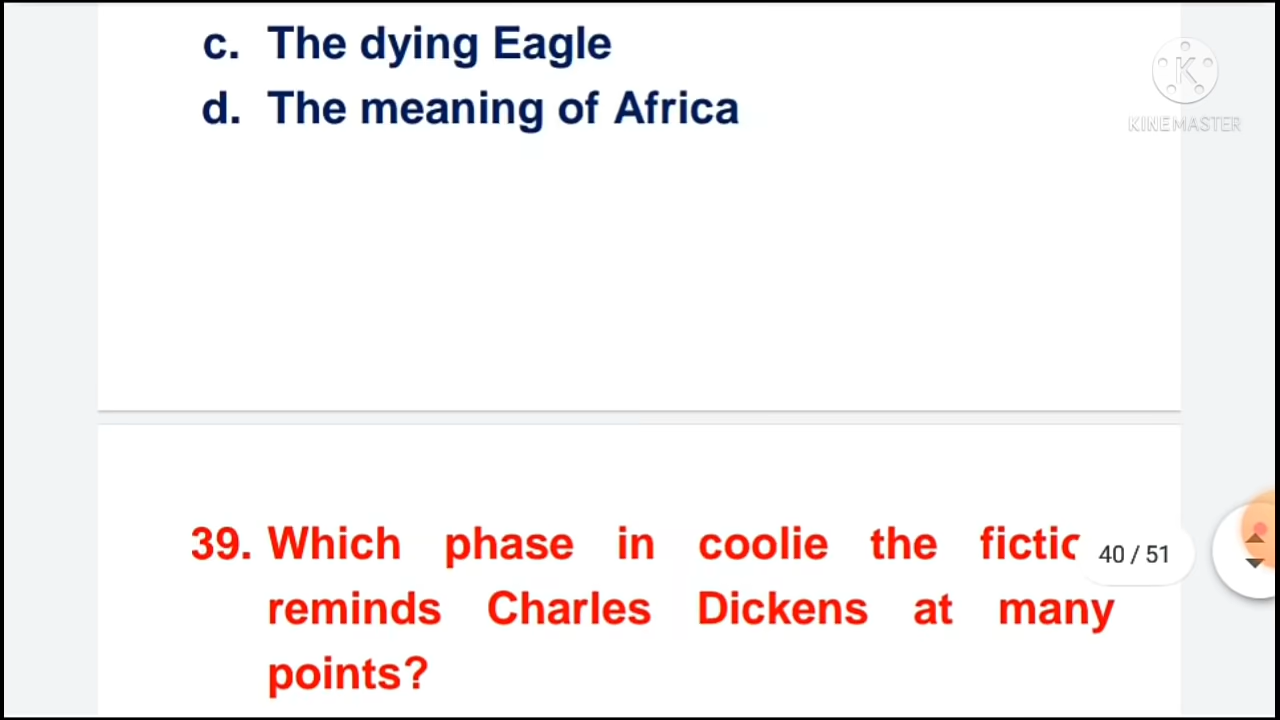 c. The dying Eagle
d. The meaning of Africa
K
KINEMASTER
39. Which phase in coolie the
40 / 51
reminds Charles Dickens at many
points?